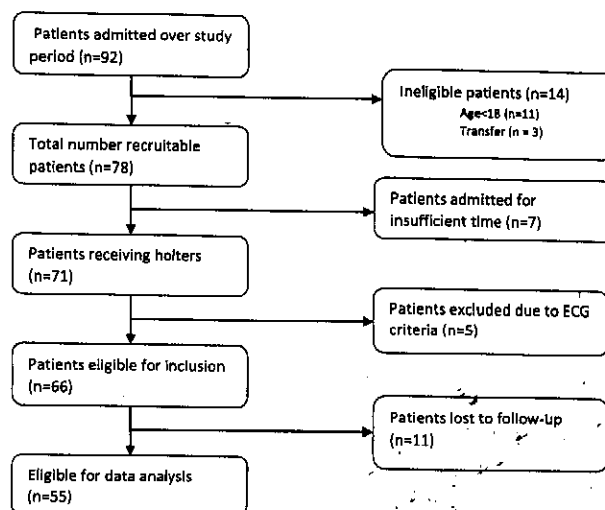 Patients admitted over study
period (n=92)
Ineligible patients (n=14)
Age<18 (n=11)
Transfer (n = 3)
Total number recruitable
patients
(n=78)
Patients admitted for
insufficient time (n=7)
Patients receiving holters
(n=71)
Patients excluded due to ECG
criteria (n=5)
Patients eligible for inclusion
(n=66)
Patients lost to follow-up
(n=11)
Eligible for data analysis
(n=55)